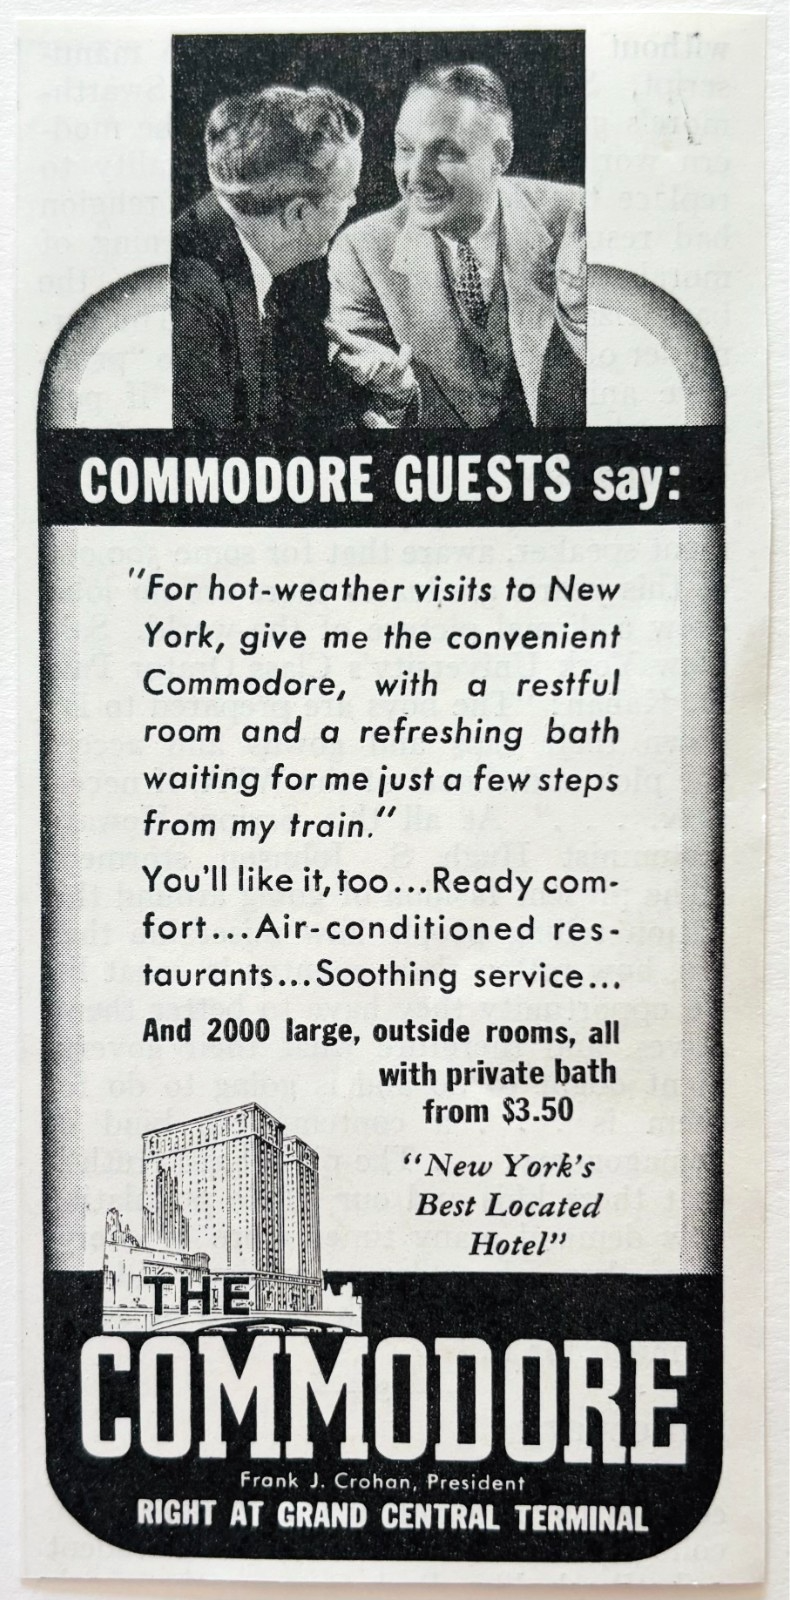 COMMODORE GUESTS say:
"For hot-weather visits to New
York, give me the convenient
Commodore, with a restful
room and a refreshing bath
waiting for me just a few steps
from my train."
You'll like it, too...Ready com-
fort...Air-conditioned res-
taurants...Soothing service...
And 2000 large, outside rooms, all
with private bath
from $3.50
"New York's
Best Located
Hotel"
THE
COMMODORE
Frank J. Crohan, President
RIGHT AT GRAND CENTRAL TERMINAL